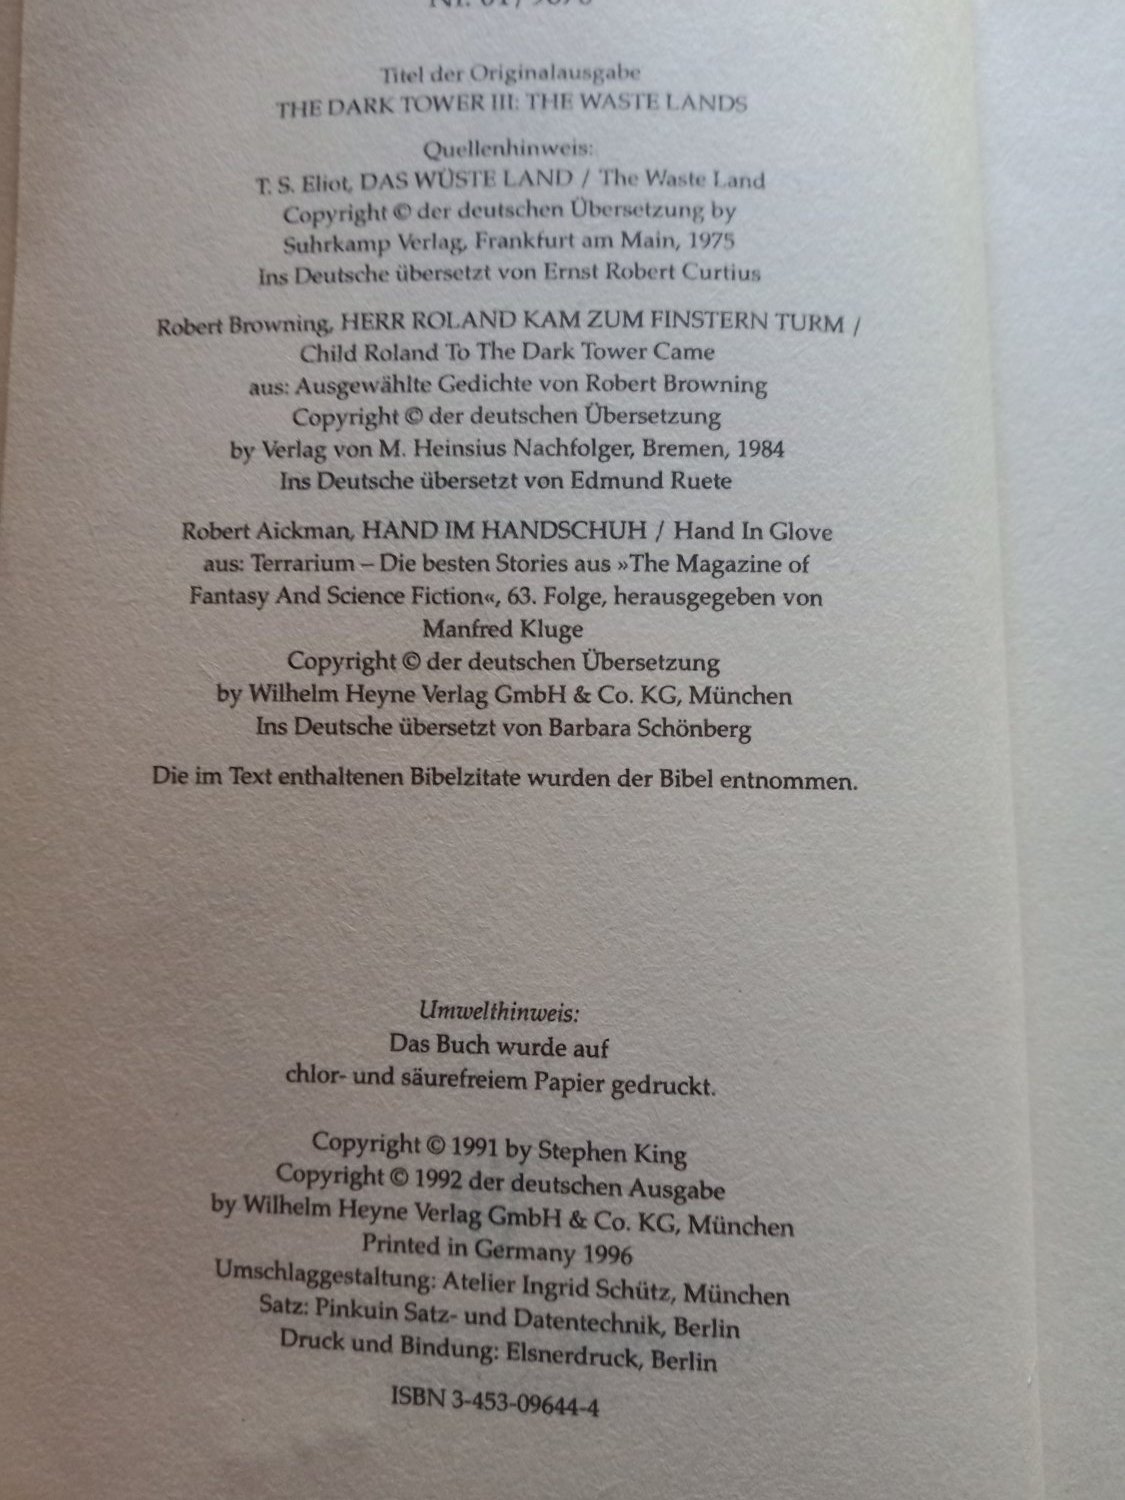 Titel der Originalausgabe
THE DARK TOWER III: THE WASTE LANDS
Quellenhinweis:
T. S. Eliot, DAS WÜSTE LAND / The Waste Land
Copyright © der deutschen Übersetzung by
Suhrkamp Verlag, Frankfurt am Main, 1975
Ins Deutsche übersetzt von Ernst Robert Curtius
Robert Browning, HERR ROLAND KAM ZUM FINSTERN TURM /
Child Roland To The Dark Tower Came
aus: Ausgewählte Gedichte von Robert Browning
Copyright © der deutschen Übersetzung
by Verlag von M. Heinsius Nachfolger, Bremen, 1984
Ins Deutsche übersetzt von Edmund Ruete
Robert Aickman, HAND IM HANDSCHUH / Hand In Glove
aus: Terrarium – Die besten Stories aus »The Magazine of
Fantasy And Science Fiction«, 63. Folge, herausgegeben von
Manfred Kluge
Copyright © der deutschen Übersetzung
by Wilhelm Heyne Verlag GmbH & Co. KG, München
Ins Deutsche übersetzt von Barbara Schönberg
Die im Text enthaltenen Bibelzitate wurden der Bibel entnommen.
Umwelthinweis:
Das Buch wurde auf
chlor- und säurefreiem Papier gedruckt.
Copyright © 1991 by Stephen King
Copyright © 1992 der deutschen Ausgabe
by Wilhelm Heyne Verlag GmbH & Co. KG, München
Printed in Germany 1996
Umschlaggestaltung: Atelier Ingrid Schütz, München
Satz: Pinkuin Satz- und Datentechnik, Berlin
Druck und Bindung: Elsnerdruck, Berlin
ISBN 3-453-09644-4